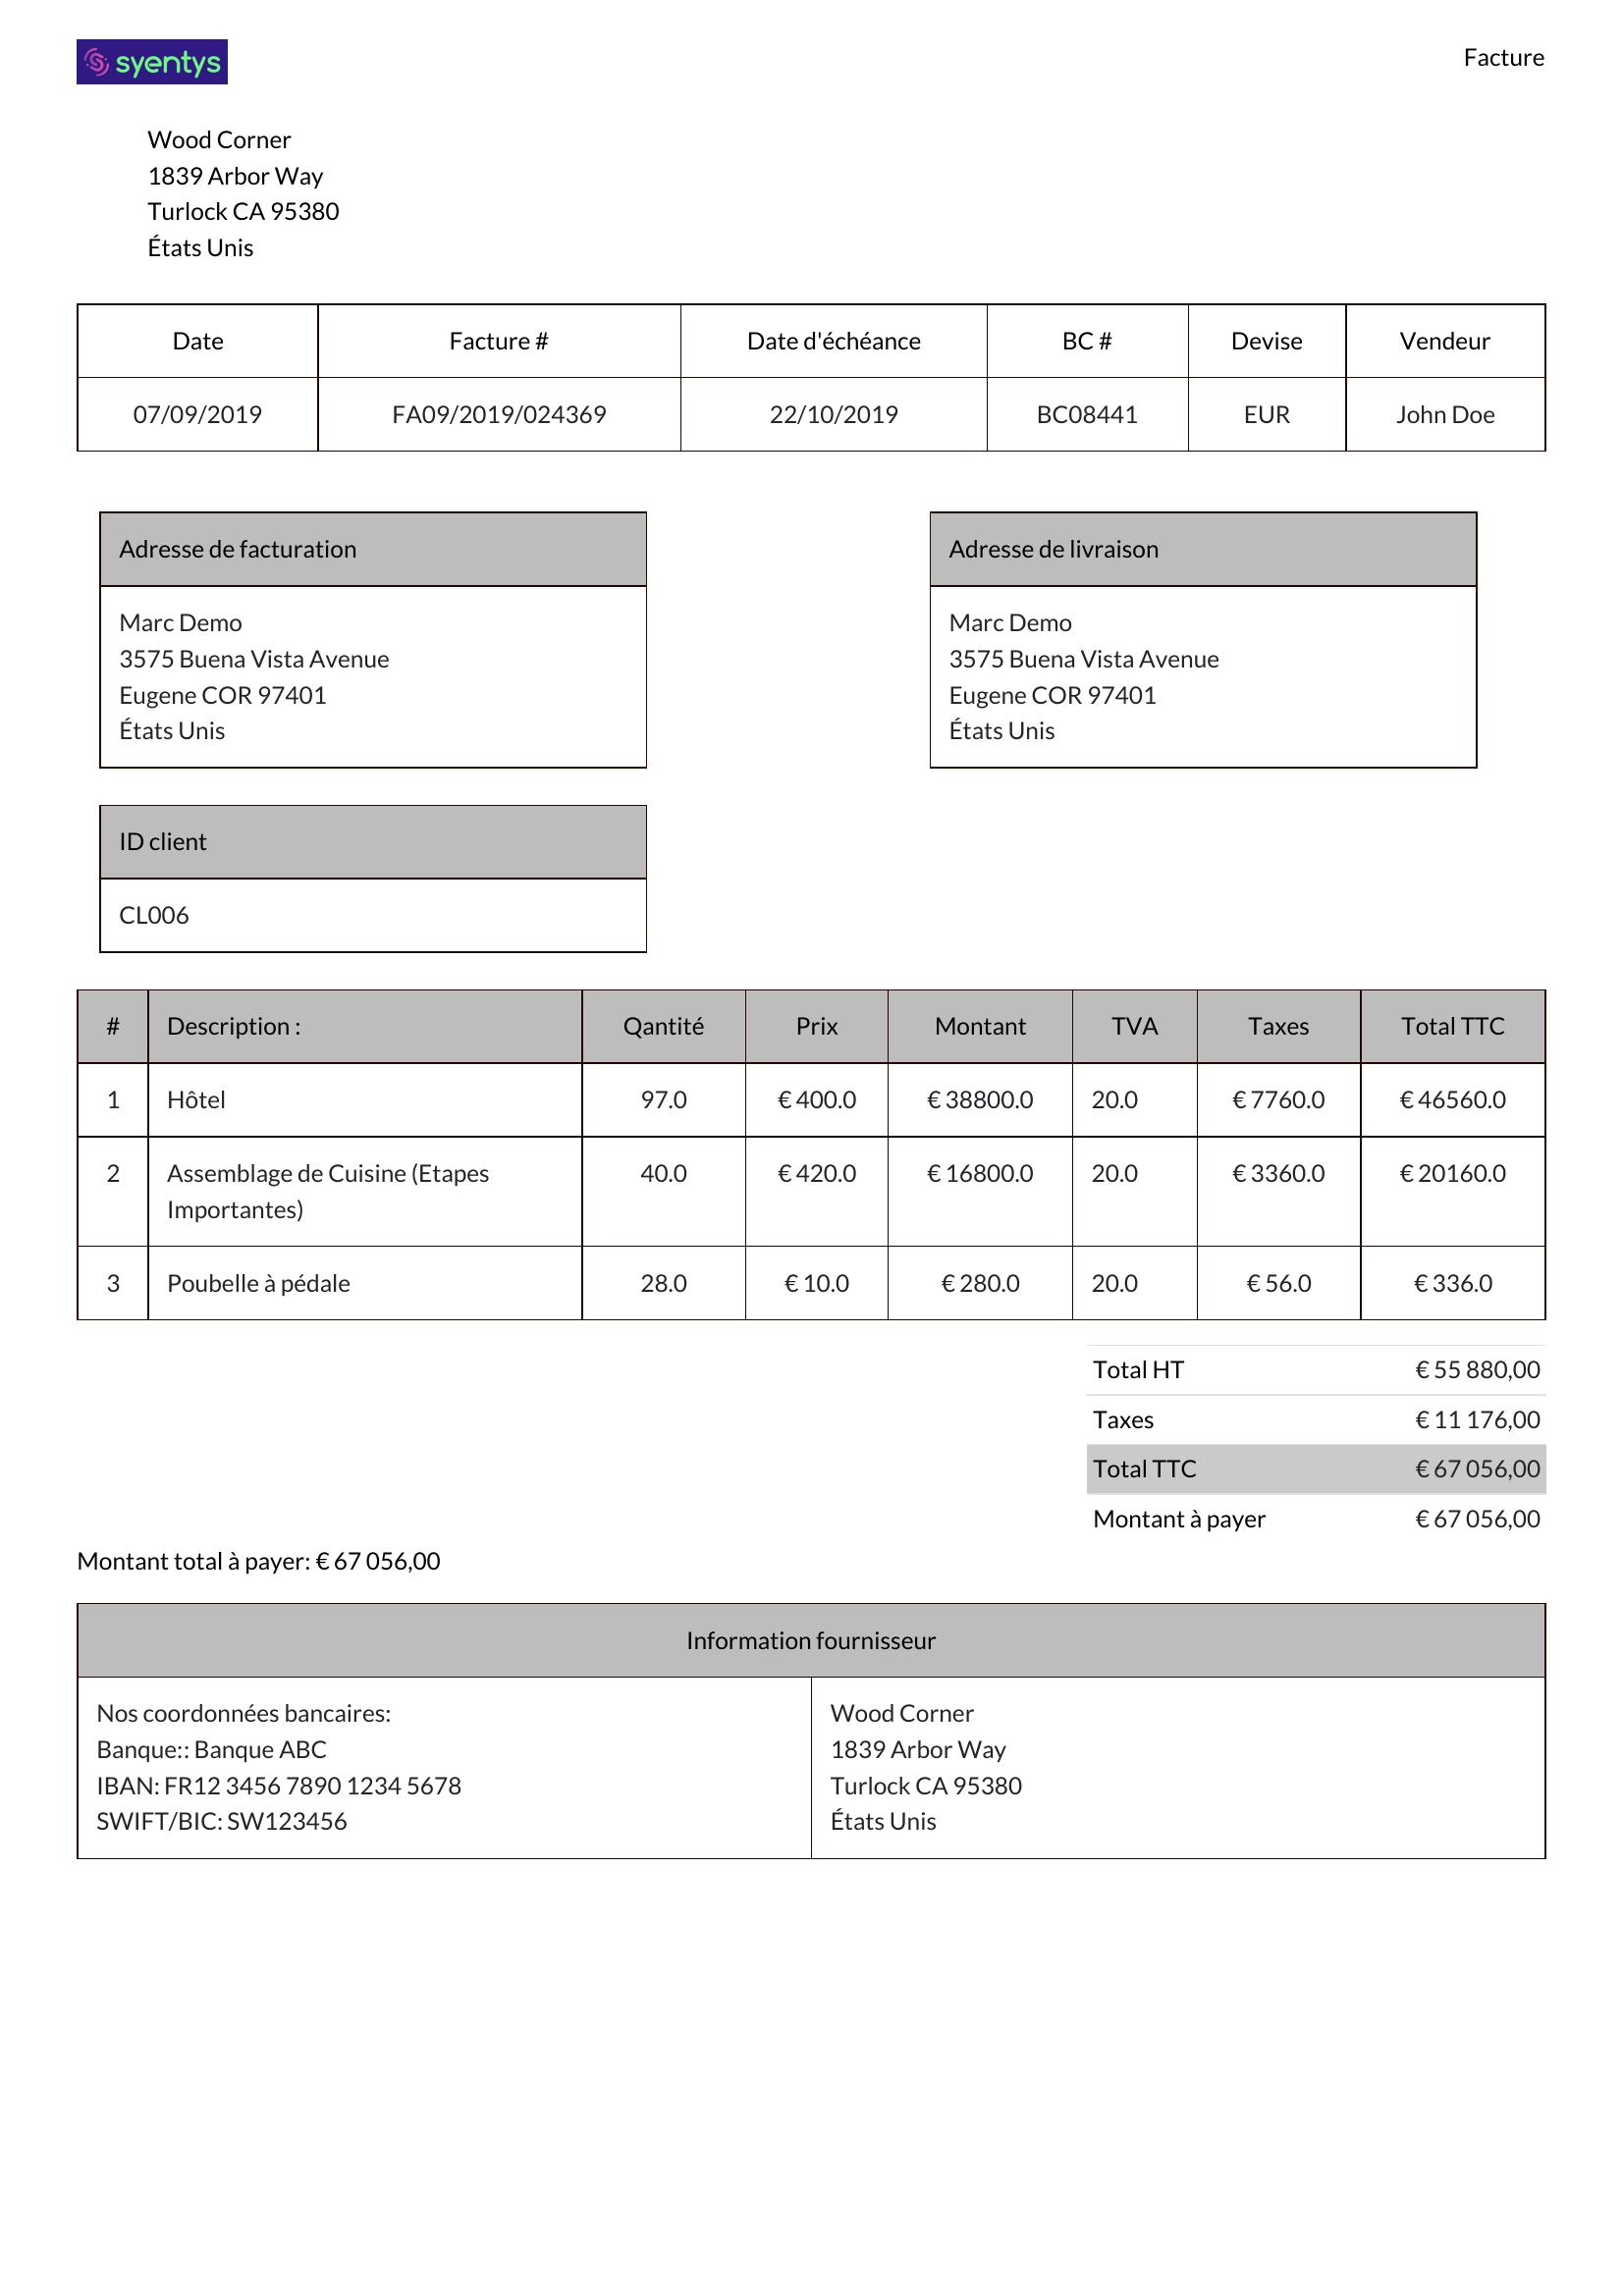 syentys
Facture
Wood Corner
1839 Arbor Way
Turlock CA 95380
États Unis
Date Facture # Date d'échéance BC # Devise Vendeur
07/09/2019 FA09/2019/024369 22/10/2019 BC08441 EUR John Doe
Adresse de facturation
Marc Demo
3575 Buena Vista Avenue
Eugene COR 97401
États Unis
Adresse de livraison
Marc Demo
3575 Buena Vista Avenue
Eugene COR 97401
États Unis
ID client
CL006
# Description : Qantité Prix Montant TVA Taxes Total TTC
1 Hôtel 97.0 € 400.0 € 38800.0 20.0 € 7760.0 € 46560.0
2 Assemblage de Cuisine (Etapes 40.0 € 420.0 € 16800.0 20.0 € 3360.0 € 20160.0
Importantes)
3 Poubelle à pédale 28.0 € 10.0 € 280.0 20.0 € 56.0 € 336.0
Total HT € 55 880,00
Taxes € 11 176,00
Total TTC € 67 056,00
Montant à payer € 67 056,00
Montant total à payer: € 67 056,00
Information fournisseur
Nos coordonnées bancaires:
Banque:: Banque ABC
IBAN: FR12 3456 7890 1234 5678
SWIFT/BIC: SW123456
Wood Corner
1839 Arbor Way
Turlock CA 95380
États Unis